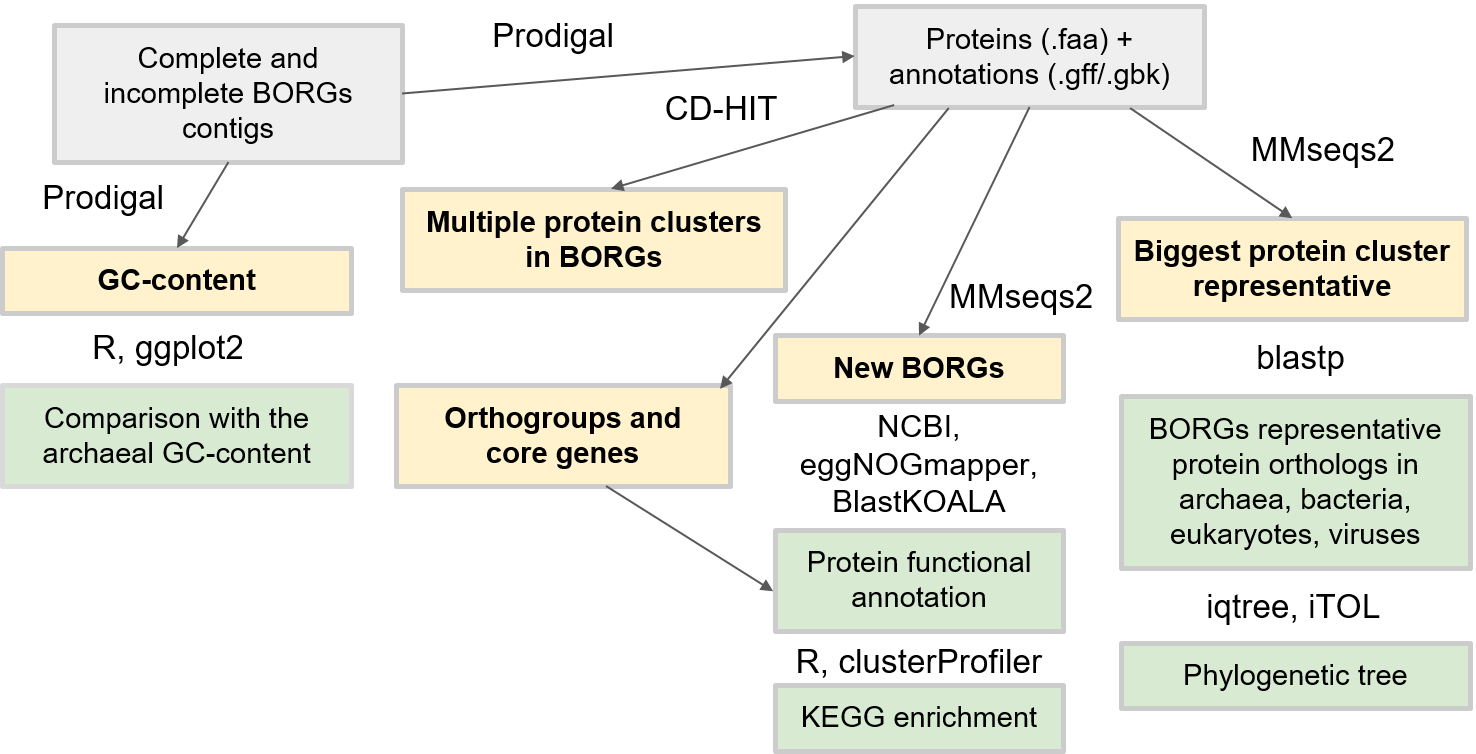 Complete and
incomplete BORGs
contigs
Prodigal
Proteins (.faa) +
annotations (.gff/.gbk)
Prodigal
GC-content
R, ggplot2
Comparison with the
archaeal GC-content
CD-HIT
Multiple protein clusters
in BORGs
Orthogroups and
core genes
MMseqs2
New BORGs
NCBI,
eggNOGmapper,
BlastKOALA
Protein functional
annotation
R, clusterProfiler
KEGG enrichment
MMseqs2
Biggest protein cluster
representative
blastp
BORGs representative
protein orthologs in
archaea, bacteria,
eukaryotes, viruses
iqtree, iTOL
Phylogenetic tree